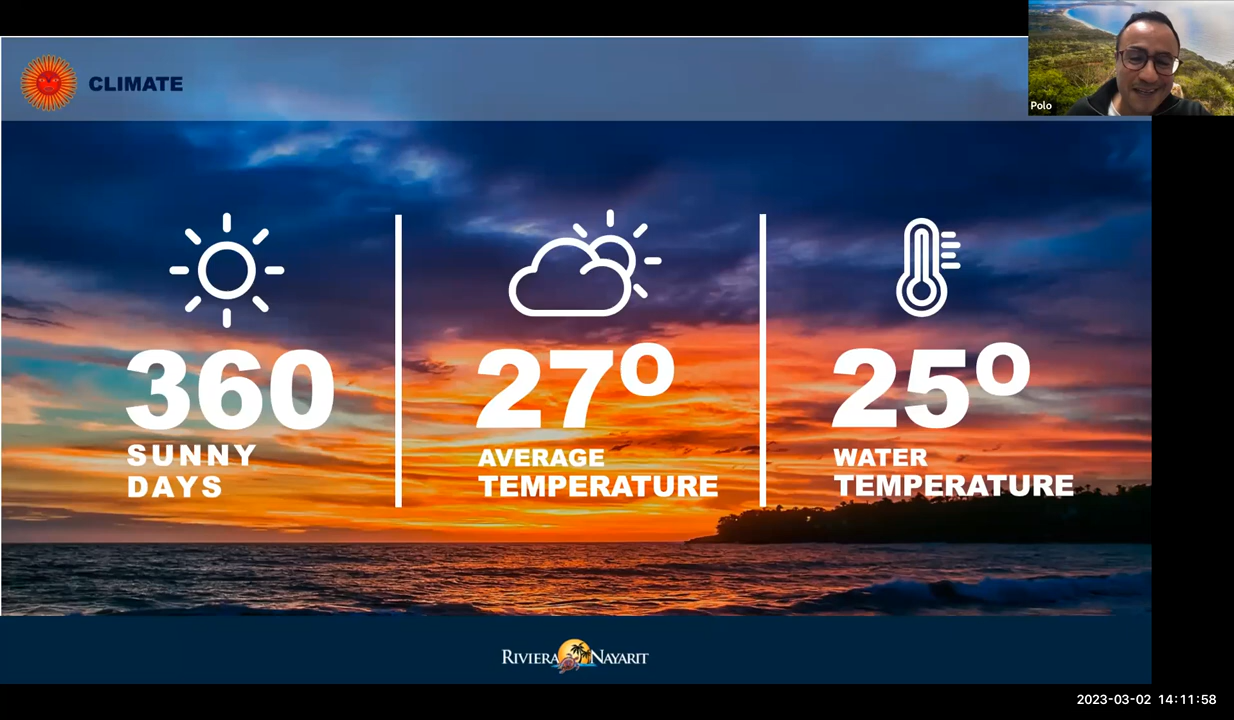 CLIMATE
Polo
360
SUNNY
DAYS
27º
AVERAGE
TEMPERATURE
25º
WATER
TEMPERATURE
RIVIERA NAYARIT
2023-03-02 14:11:58